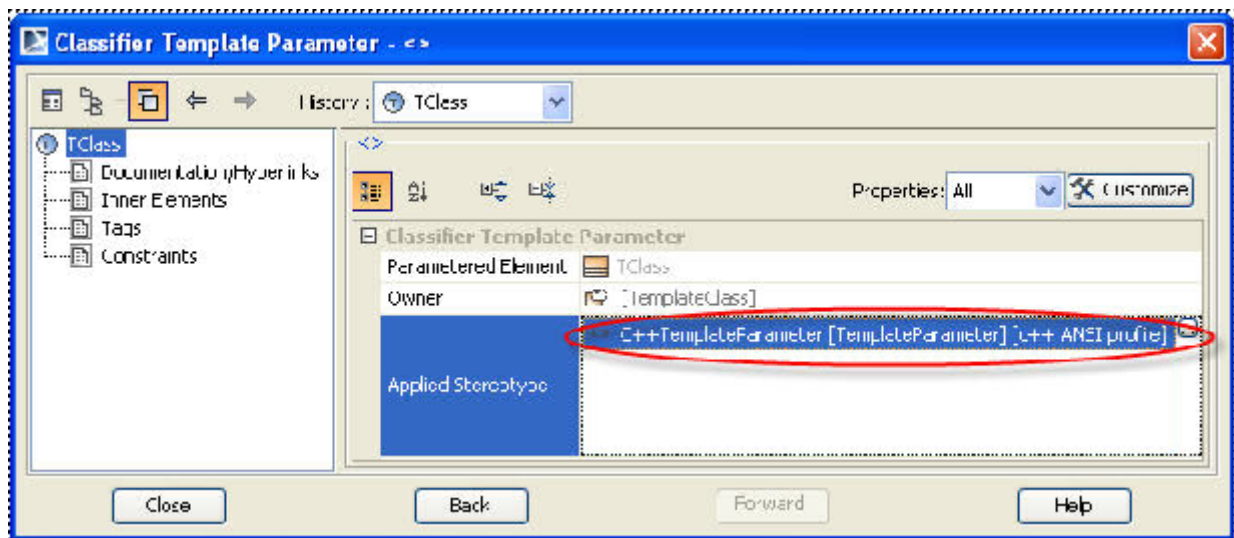 Classifier Template Parameter - <>
History : TClass
TClass
Documentation/Hyperlinks
Inner Elements
Tags
Constraints
<>
Properties: All Customize
Classifier Template Parameter
Parametered Element TClass
Owner [TemplateClass]
Applied Stereotype
C++TemplateParameter [TemplateParameter] [c++ ANSI profile]
Close Back Forward Help